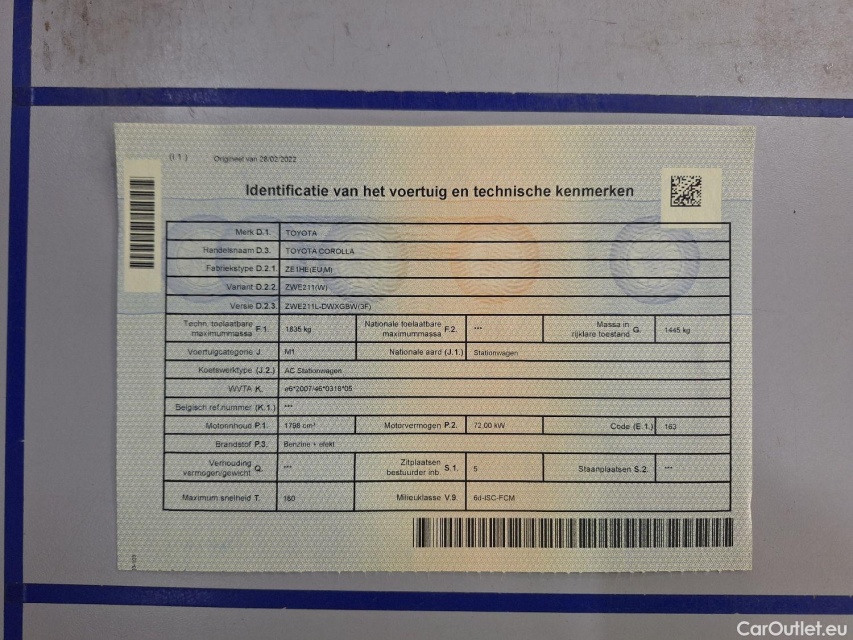 (I 1) Origineel van 28/02/2022
Identificatie van het voertuig en technische kenmerken
Merk D.1. TOYOTA
Handelsnaam D.3. TOYOTA COROLLA
Fabriekstype D.2.1. ZE1HE(EU,M)
Variant D.2.2. ZWE211(W)
Versie D.2.3. ZWE211L-DWXGBW(3F)
Techn. toelaatbare maximummassa F.1. 1835 kg Nationale toelaatbare maximummassa F.2. *** Massa in rijklare toestand G. 1445 kg
Voertuigcategorie J. M1 Nationale aard (J.1.) Stationwagen
Koetswerktype (J.2.) AC Stationwagen
WVTA K. e6*2007/46*0318*05
Belgisch ref.nummer (K.1.) ***
Motorinhoud P.1. 1798 cm³ Motorvermogen P.2. 72,00 kW Code (E.1.) 163
Brandstof P.3. Benzine + elekt
Verhouding vermogen/gewicht Q. *** Zitplaatsen bestuurder inb. S.1. 5 Staanplaatsen S.2. ***
Maximum snelheid T. 180 Milieuklasse V.9. 6d-ISC-FCM
CarOutlet.eu